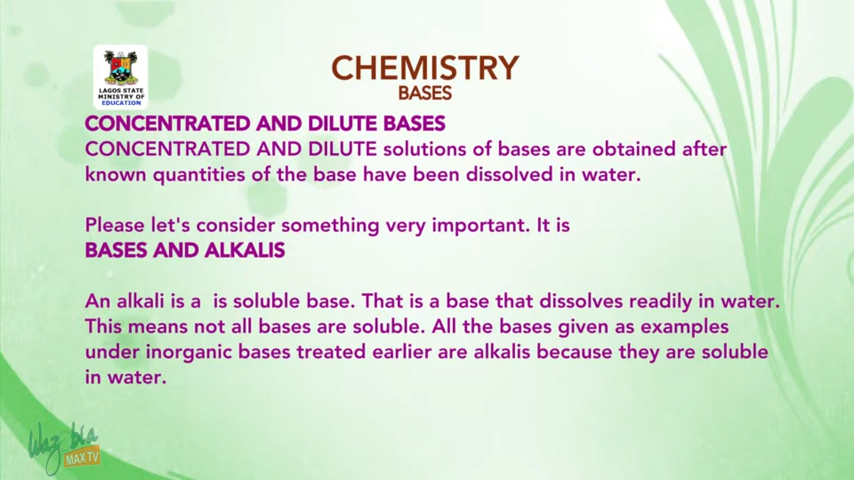 LAGOS STATE
MINISTRY OF
EDUCATION
CHEMISTRY
BASES
CONCENTRATED AND DILUTE BASES
CONCENTRATED AND DILUTE solutions of bases are obtained after
known quantities of the base have been dissolved in water.
Please let's consider something very important. It is
BASES AND ALKALIS
An alkali is a  is soluble base. That is a base that dissolves readily in water.
This means not all bases are soluble. All the bases given as examples
under inorganic bases treated earlier are alkalis because they are soluble
in water.
Wazobia
MAX TV